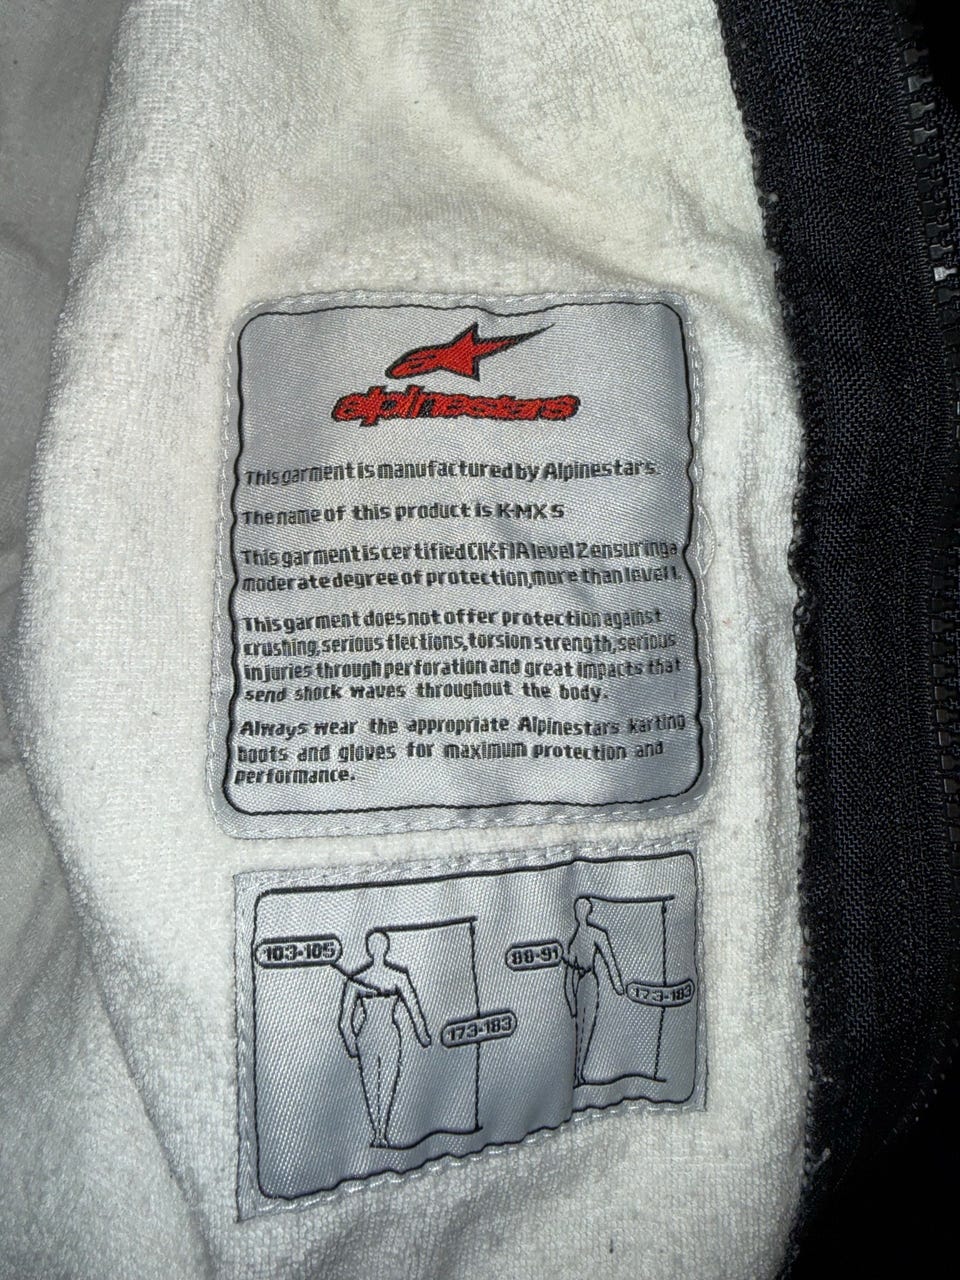 alpinestars
This garment is manufactured by Alpinestars.
The name of this product is K-MX 5
This garment is certified CIK-FIA level 2 ensuring a
moderate degree of protection, more than level 1.
This garment does not offer protection against
crushing, serious flections, torsion strength, serious
injuries through perforation and great impacts that
send shock waves throughout the body.
Always wear the appropriate Alpinestars karting
boots and gloves for maximum protection and
performance.
103-105
88-91
173-183
173-183